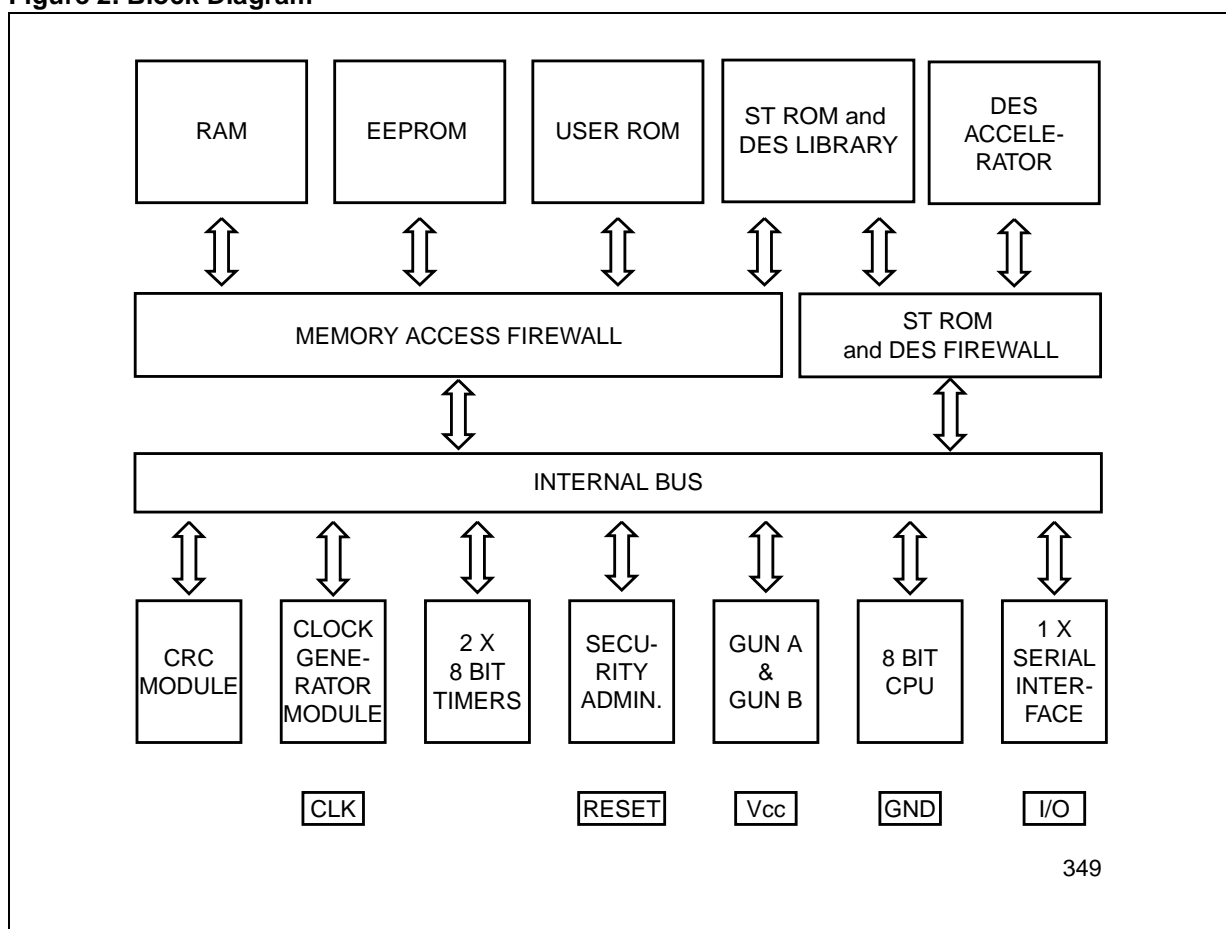 Figure 2. Block Diagram
RAM
EEPROM
USER ROM
ST ROM and
DES LIBRARY
DES
ACCELE-
RATOR
MEMORY ACCESS FIREWALL
ST ROM
and DES FIREWALL
INTERNAL BUS
CRC
MODULE
CLOCK
GENE-
RATOR
MODULE
2 X
8 BIT
TIMERS
SECU-
RITY
ADMIN.
GUN A
&
GUN B
8 BIT
CPU
1 X
SERIAL
INTER-
FACE
CLK
RESET
Vcc
GND
I/O
349